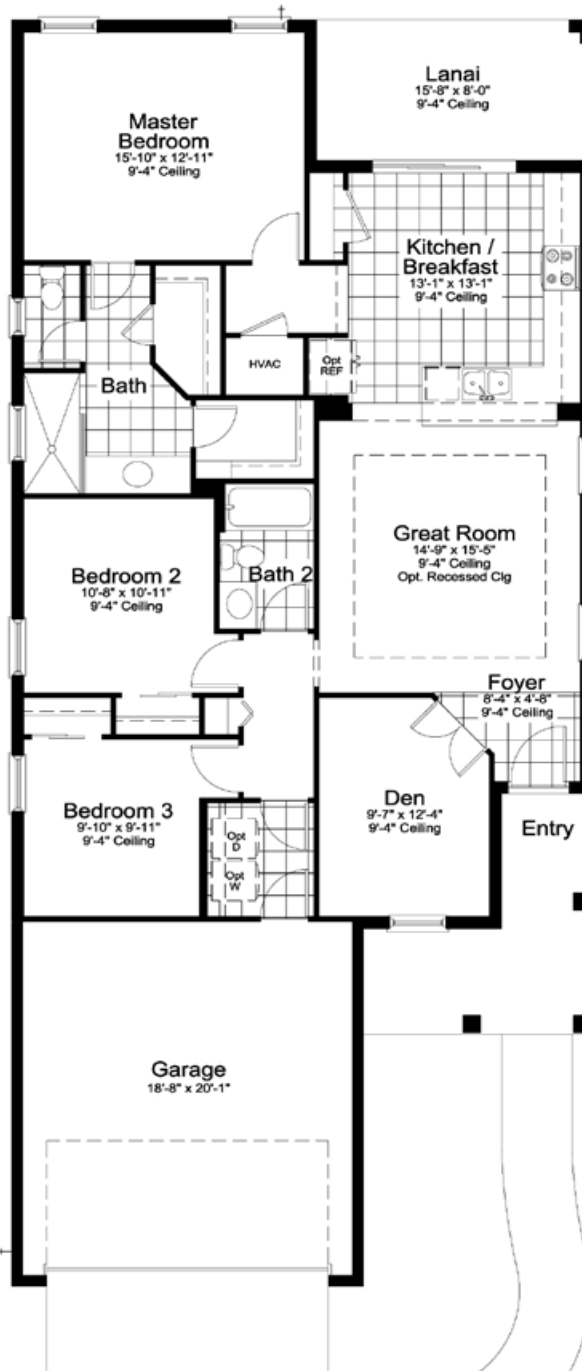 Lanai
15'-8" x 8'-0"
9'-4" Ceiling
Master
Bedroom
15'-10" x 12'-11"
9'-4" Ceiling
Kitchen /
Breakfast
13'-1" x 13'-1"
9'-4" Ceiling
HVAC
Opt
REF
Bath
Great Room
14'-9" x 15'-5"
9'-4" Ceiling
Opt. Recessed Clg
Bedroom 2
10'-8" x 10'-11"
9'-4" Ceiling
Bath 2
Foyer
8'-4" x 4'-8"
9'-4" Ceiling
Den
9'-7" x 12'-4"
9'-4" Ceiling
Entry
Bedroom 3
9'-10" x 9'-11"
9'-4" Ceiling
Opt
D
Opt
W
Garage
18'-8" x 20'-1"